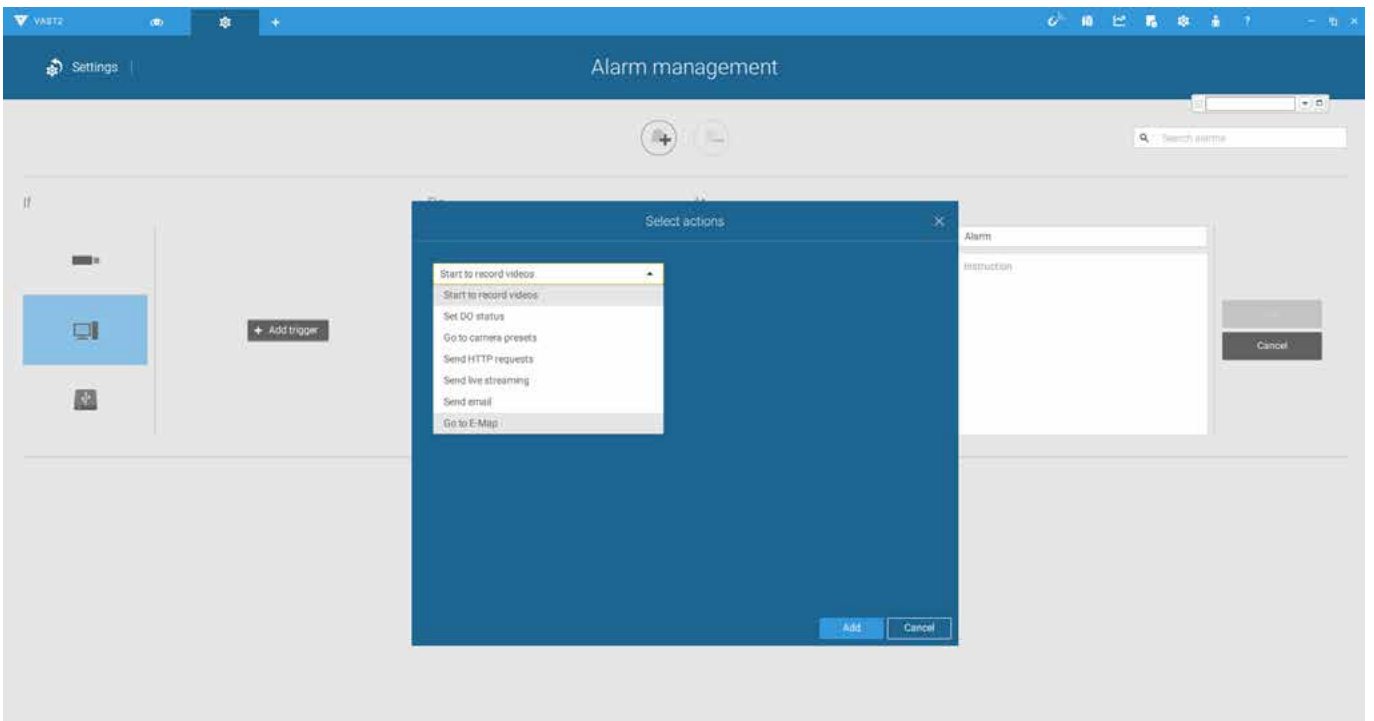 VAST2
+
?
Settings
Alarm management
Search alarms
If
Select actions
Alarm
Start to record videos
Instruction
Start to record videos
Set DO status
+ Add trigger
Go to camera presets
Cancel
Send HTTP requests
Send live streaming
Send email
Go to E-Map
Add
Cancel